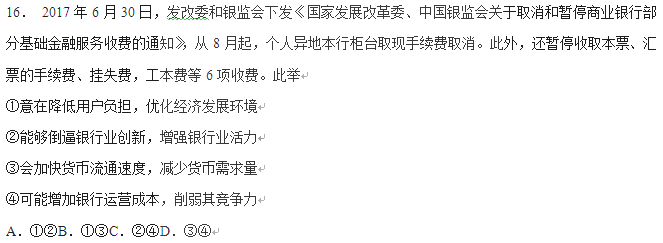 16． 2017 年 6 月 30 日，发改委和银监会下发《国家发展改革委、中国银监会关于取消和暂停商业银行部
分基础金融服务收费的通知》，从 8 月起，个人异地本行柜台取现手续费取消。此外，还暂停收取本票、汇
票的手续费、挂失费，工本费等 6 项收费。此举
①意在降低用户负担，优化经济发展环境
②能够倒逼银行业创新，增强银行业活力
③会加快货币流通速度，减少货币需求量
④可能增加银行运营成本，削弱其竞争力
A．①②B．①③C．②④D．③④